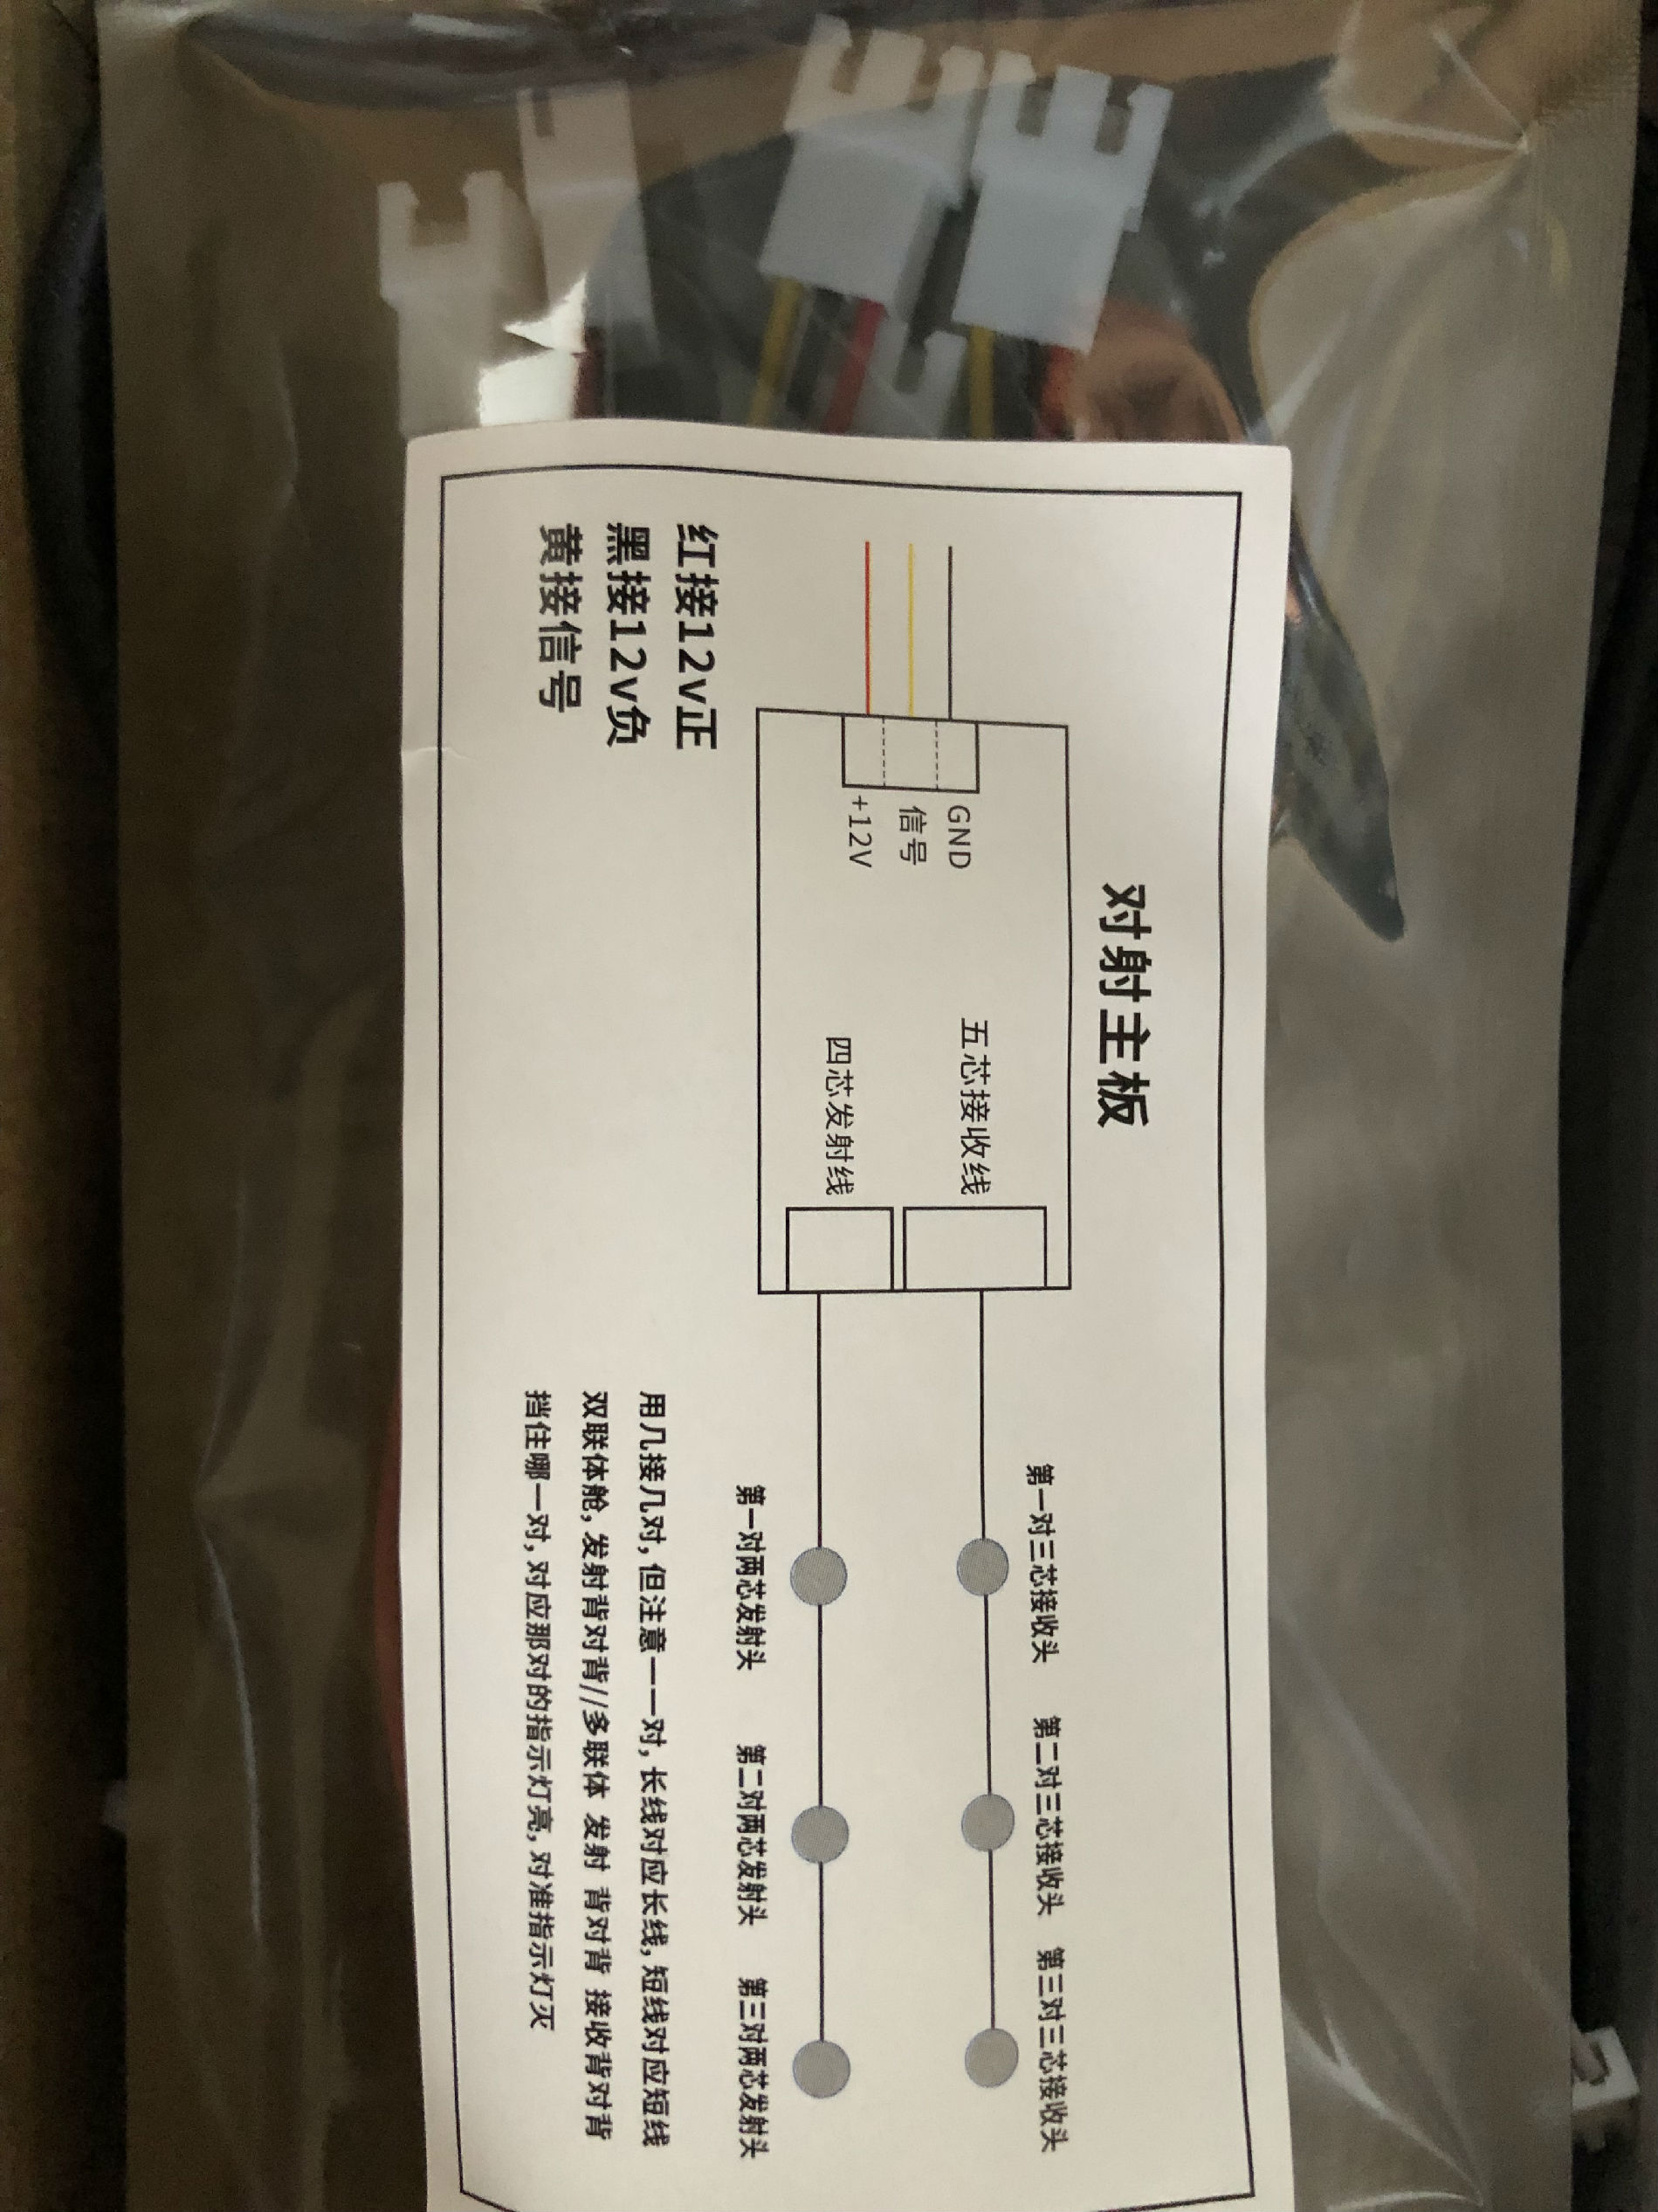 对射主板
GND
信号
+12V
五芯接收线
四芯发射线
第一对三芯接收头
第二对三芯接收头
第三对三芯接收头
第一对两芯发射头
第二对两芯发射头
第三对两芯发射头
红接12v正
黑接12v负
黄接信号
用几接几对,但注意一一对,长线对应长线,短线对应短线
双联体舱,发射背对背//多联体 发射 背对背 接收背对背
挡住哪一对,对应那对的指示灯亮,对准指示灯灭